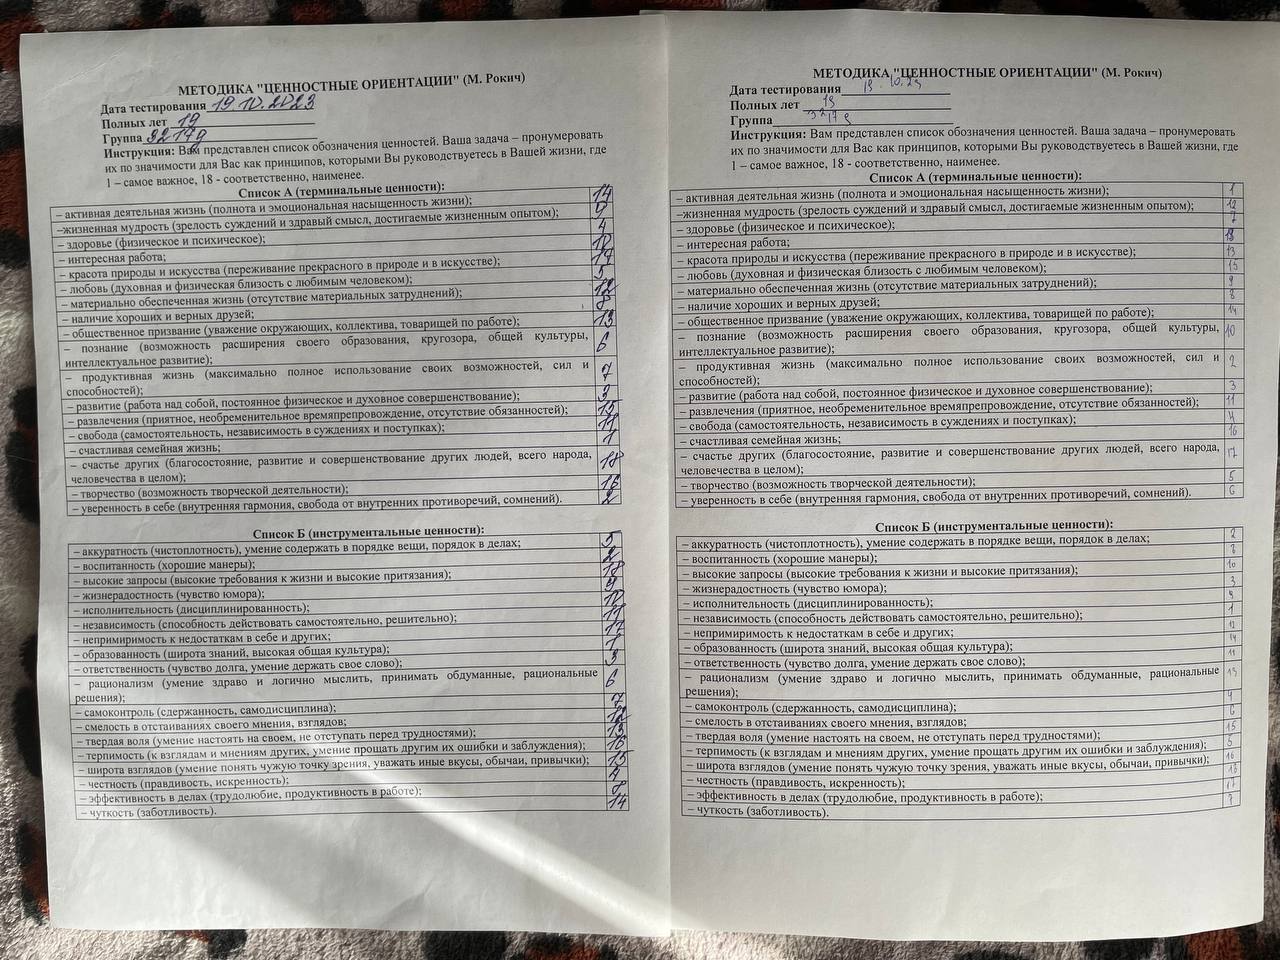 МЕТОДИКА "ЦЕННОСТНЫЕ ОРИЕНТАЦИИ" (М. Рокич)
Дата тестирования 19.10.2023
Полных лет 19
Группа 3217д
Инструкция: Вам представлен список обозначения ценностей. Ваша задача – пронумеровать
их по значимости для Вас как принципов, которыми Вы руководствуетесь в Вашей жизни, где
1 – самое важное, 18 - соответственно, наименее.
Список А (терминальные ценности):
– активная деятельная жизнь (полнота и эмоциональная насыщенность жизни); 14
–жизненная мудрость (зрелость суждений и здравый смысл, достигаемые жизненным опытом); 9
– здоровье (физическое и психическое); 4
– интересная работа; 10
– красота природы и искусства (переживание прекрасного в природе и в искусстве); 17
– любовь (духовная и физическая близость с любимым человеком); 5
– материально обеспеченная жизнь (отсутствие материальных затруднений); 12
– наличие хороших и верных друзей; 8
– общественное призвание (уважение окружающих, коллектива, товарищей по работе); 13
– познание (возможность расширения своего образования, кругозора, общей культуры, 6
интеллектуальное развитие);
– продуктивная жизнь (максимально полное использование своих возможностей, сил и 7
способностей);
– развитие (работа над собой, постоянное физическое и духовное совершенствование); 3
– развлечения (приятное, необременительное времяпрепровождение, отсутствие обязанностей); 15
– свобода (самостоятельность, независимость в суждениях и поступках); 11
– счастливая семейная жизнь; 1
– счастье других (благосостояние, развитие и совершенствование других людей, всего народа, 18
человечества в целом);
– творчество (возможность творческой деятельности); 16
– уверенность в себе (внутренняя гармония, свобода от внутренних противоречий, сомнений). 2
Список Б (инструментальные ценности):
– аккуратность (чистоплотность), умение содержать в порядке вещи, порядок в делах; 5
– воспитанность (хорошие манеры); 2
– высокие запросы (высокие требования к жизни и высокие притязания); 18
– жизнерадостность (чувство юмора); 9
– исполнительность (дисциплинированность); 10
– независимость (способность действовать самостоятельно, решительно); 11
– непримиримость к недостаткам в себе и других; 17
– образованность (широта знаний, высокая общая культура); 1
– ответственность (чувство долга, умение держать свое слово); 3
– рационализм (умение здраво и логично мыслить, принимать обдуманные, рациональные 6
решения);
– самоконтроль (сдержанность, самодисциплина); 7
– смелость в отстаиваниях своего мнения, взглядов; 12
– твердая воля (умение настоять на своем, не отступать перед трудностями); 13
– терпимость (к взглядам и мнениям других, умение прощать другим их ошибки и заблуждения); 16
– широта взглядов (умение понять чужую точку зрения, уважать иные вкусы, обычаи, привычки); 15
– честность (правдивость, искренность); 4
– эффективность в делах (трудолюбие, продуктивность в работе); 8
– чуткость (заботливость). 14
МЕТОДИКА "ЦЕННОСТНЫЕ ОРИЕНТАЦИИ" (М. Рокич)
Дата тестирования 19.10.23
Полных лет 19
Группа 3217д
Инструкция: Вам представлен список обозначения ценностей. Ваша задача – пронумеровать
их по значимости для Вас как принципов, которыми Вы руководствуетесь в Вашей жизни, где
1 – самое важное, 18 - соответственно, наименее.
Список А (терминальные ценности):
– активная деятельная жизнь (полнота и эмоциональная насыщенность жизни); 1
–жизненная мудрость (зрелость суждений и здравый смысл, достигаемые жизненным опытом); 12
– здоровье (физическое и психическое); 7
– интересная работа; 18
– красота природы и искусства (переживание прекрасного в природе и в искусстве); 13
– любовь (духовная и физическая близость с любимым человеком); 15
– материально обеспеченная жизнь (отсутствие материальных затруднений); 9
– наличие хороших и верных друзей; 8
– общественное призвание (уважение окружающих, коллектива, товарищей по работе); 14
– познание (возможность расширения своего образования, кругозора, общей культуры, 10
интеллектуальное развитие);
– продуктивная жизнь (максимально полное использование своих возможностей, сил и 2
способностей);
– развитие (работа над собой, постоянное физическое и духовное совершенствование); 3
– развлечения (приятное, необременительное времяпрепровождение, отсутствие обязанностей); 11
– свобода (самостоятельность, независимость в суждениях и поступках); 4
– счастливая семейная жизнь; 16
– счастье других (благосостояние, развитие и совершенствование других людей, всего народа, 17
человечества в целом);
– творчество (возможность творческой деятельности); 5
– уверенность в себе (внутренняя гармония, свобода от внутренних противоречий, сомнений). 6
Список Б (инструментальные ценности):
– аккуратность (чистоплотность), умение содержать в порядке вещи, порядок в делах; 2
– воспитанность (хорошие манеры);
– высокие запросы (высокие требования к жизни и высокие притязания); 10
– жизнерадостность (чувство юмора); 3
– исполнительность (дисциплинированность); 9
– независимость (способность действовать самостоятельно, решительно); 1
– непримиримость к недостаткам в себе и других; 12
– образованность (широта знаний, высокая общая культура); 14
– ответственность (чувство долга, умение держать свое слово); 11
– рационализм (умение здраво и логично мыслить, принимать обдуманные, рациональные 13
решения);
– самоконтроль (сдержанность, самодисциплина); 4
– смелость в отстаиваниях своего мнения, взглядов; 6
– твердая воля (умение настоять на своем, не отступать перед трудностями); 15
– терпимость (к взглядам и мнениям других, умение прощать другим их ошибки и заблуждения); 5
– широта взглядов (умение понять чужую точку зрения, уважать иные вкусы, обычаи, привычки); 16
– честность (правдивость, искренность); 18
– эффективность в делах (трудолюбие, продуктивность в работе); 17
– чуткость (заботливость).